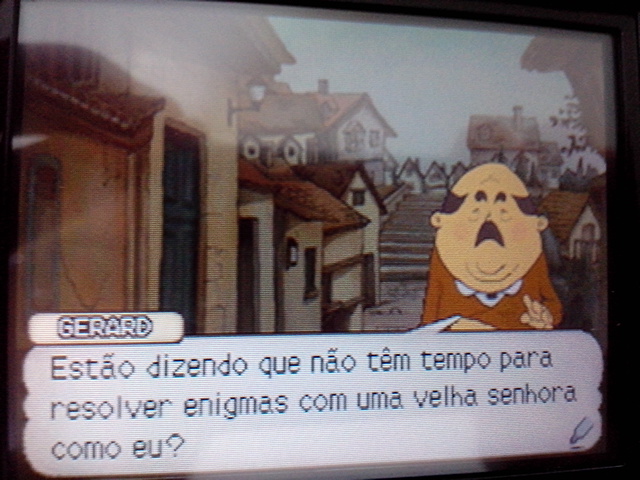 GERARD
Estão dizendo que não têm tempo para
resolver enigmas com uma velha senhora
como eu?